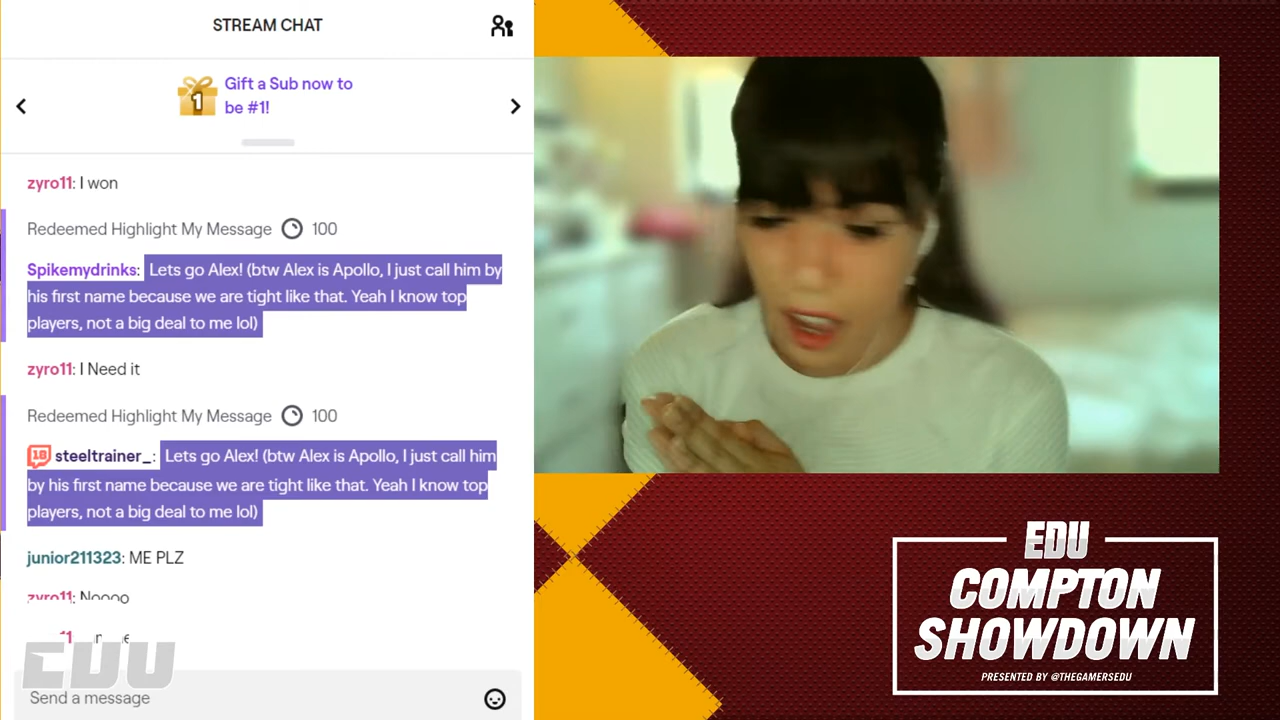 STREAM CHAT
1
Gift a Sub now to
be #1!
zyro11: I won
Redeemed Highlight My Message 100
Spikemydrinks: Lets go Alex! (btw Alex is Apollo, I just call him by
his first name because we are tight like that. Yeah I know top
players, not a big deal to me lol)
zyro11: I Need it
Redeemed Highlight My Message 100
18 steeltrainer_: Lets go Alex! (btw Alex is Apollo, I just call him
by his first name because we are tight like that. Yeah I know top
players, not a big deal to me lol)
junior211323: ME PLZ
zyro11: Noooo
EDU
Send a message
EDU
COMPTON
SHOWDOWN
PRESENTED BY @THEGAMERSEDU